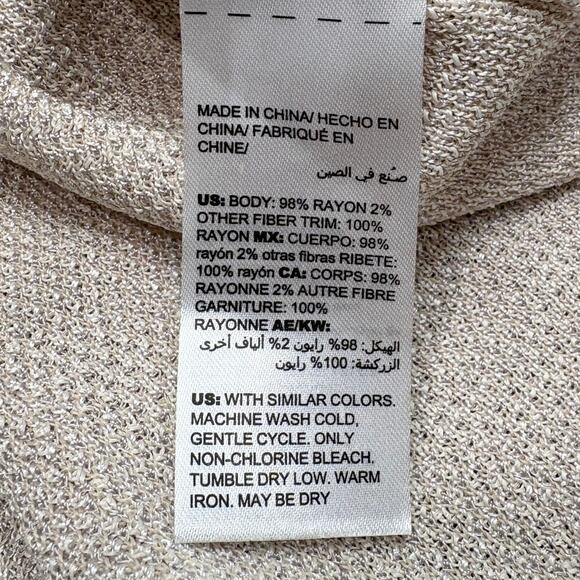 MADE IN CHINA/ HECHO EN
CHINA/ FABRIQUÉ EN
CHINE/
صُنع في الصين
US: BODY: 98% RAYON 2%
OTHER FIBER TRIM: 100%
RAYON MX: CUERPO: 98%
rayón 2% otras fibras RIBETE:
100% rayón CA: CORPS: 98%
RAYONNE 2% AUTRE FIBRE
GARNITURE: 100%
RAYONNE AE/KW:
الهيكل: 98% رايون 2% ألياف أخرى
الزركشة: 100% رايون
US: WITH SIMILAR COLORS.
MACHINE WASH COLD,
GENTLE CYCLE. ONLY
NON-CHLORINE BLEACH.
TUMBLE DRY LOW. WARM
IRON. MAY BE DRY